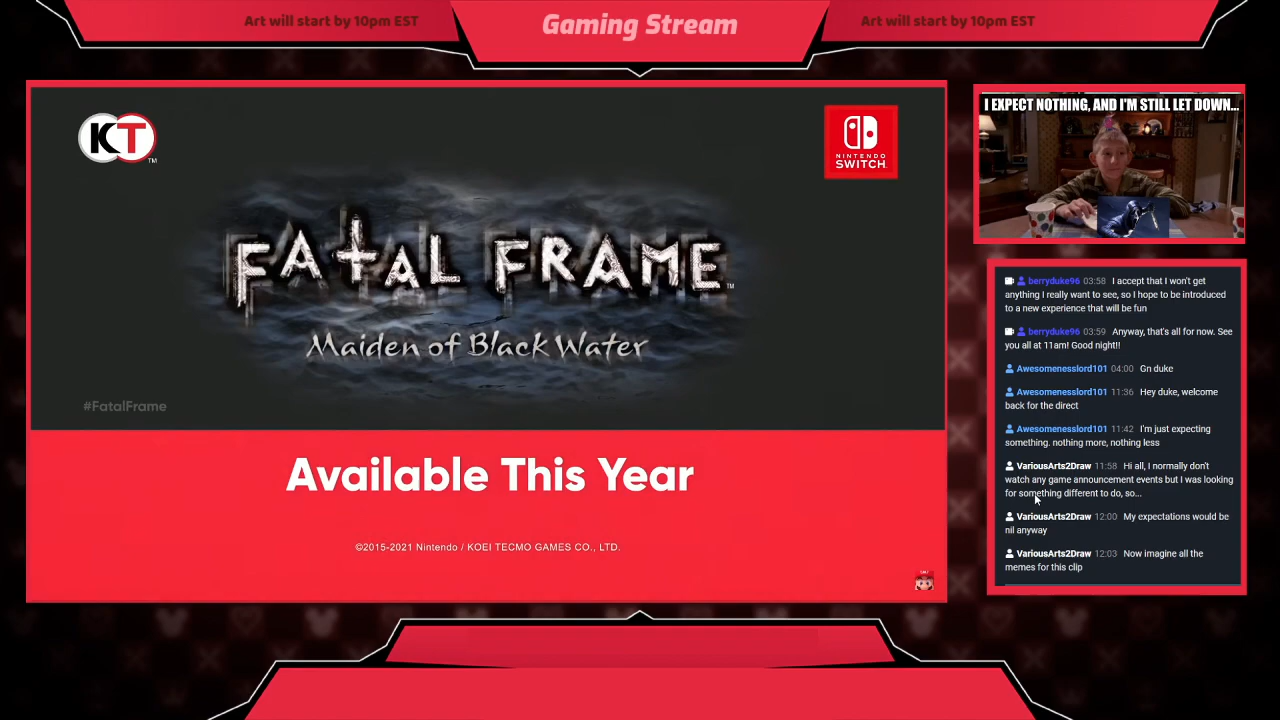 Art will start by 10pm EST
Gaming Stream
Art will start by 10pm EST
KT
TM
NINTENDO
SWITCH
FATAL FRAME
TM
Maiden of Black Water
#FatalFrame
Available This Year
©2015-2021 Nintendo / KOEI TECMO GAMES CO., LTD.
I EXPECT NOTHING, AND I'M STILL LET DOWN...
berryduke96 03:58 I accept that I won't get
anything I really want to see, so I hope to be introduced
to a new experience that will be fun
berryduke96 03:59 Anyway, that's all for now. See
you all at 11am! Good night!!
Awesomenesslord101 04:00 Gn duke
Awesomenesslord101 11:36 Hey duke, welcome
back for the direct
Awesomenesslord101 11:42 I'm just expecting
something. nothing more, nothing less
VariousArts2Draw 11:58 Hi all, I normally don't
watch any game announcement events but I was looking
for something different to do, so...
VariousArts2Draw 12:00 My expectations would be
nil anyway
VariousArts2Draw 12:03 Now imagine all the
memes for this clip